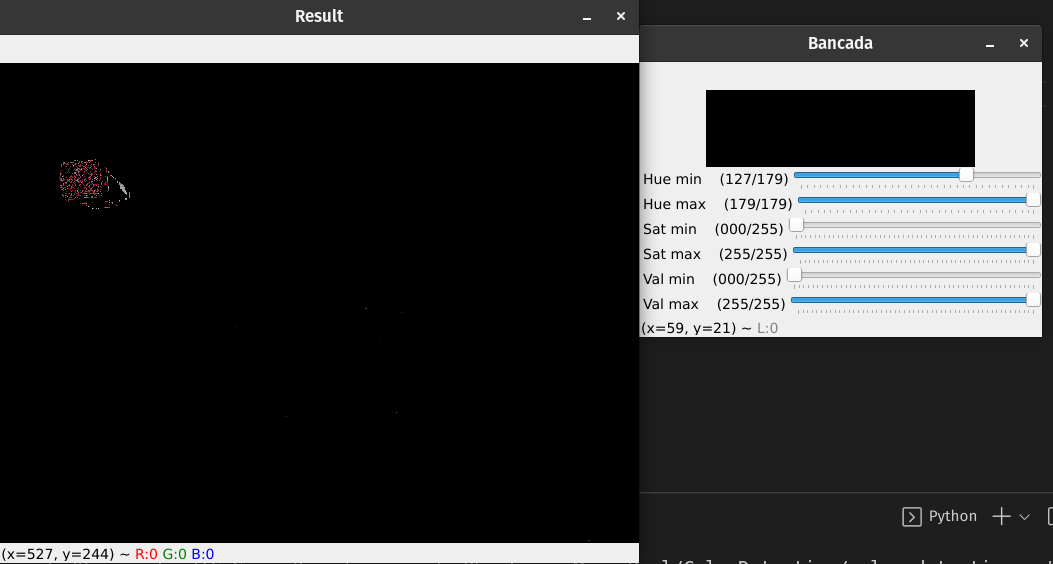 Result
Bancada
Hue min (127/179)
Hue max (179/179)
Sat min (000/255)
Sat max (255/255)
Val min (000/255)
Val max (255/255)
(x=59, y=21) ~ L:0
Python
(x=527, y=244) ~ R:0 G:0 B:0